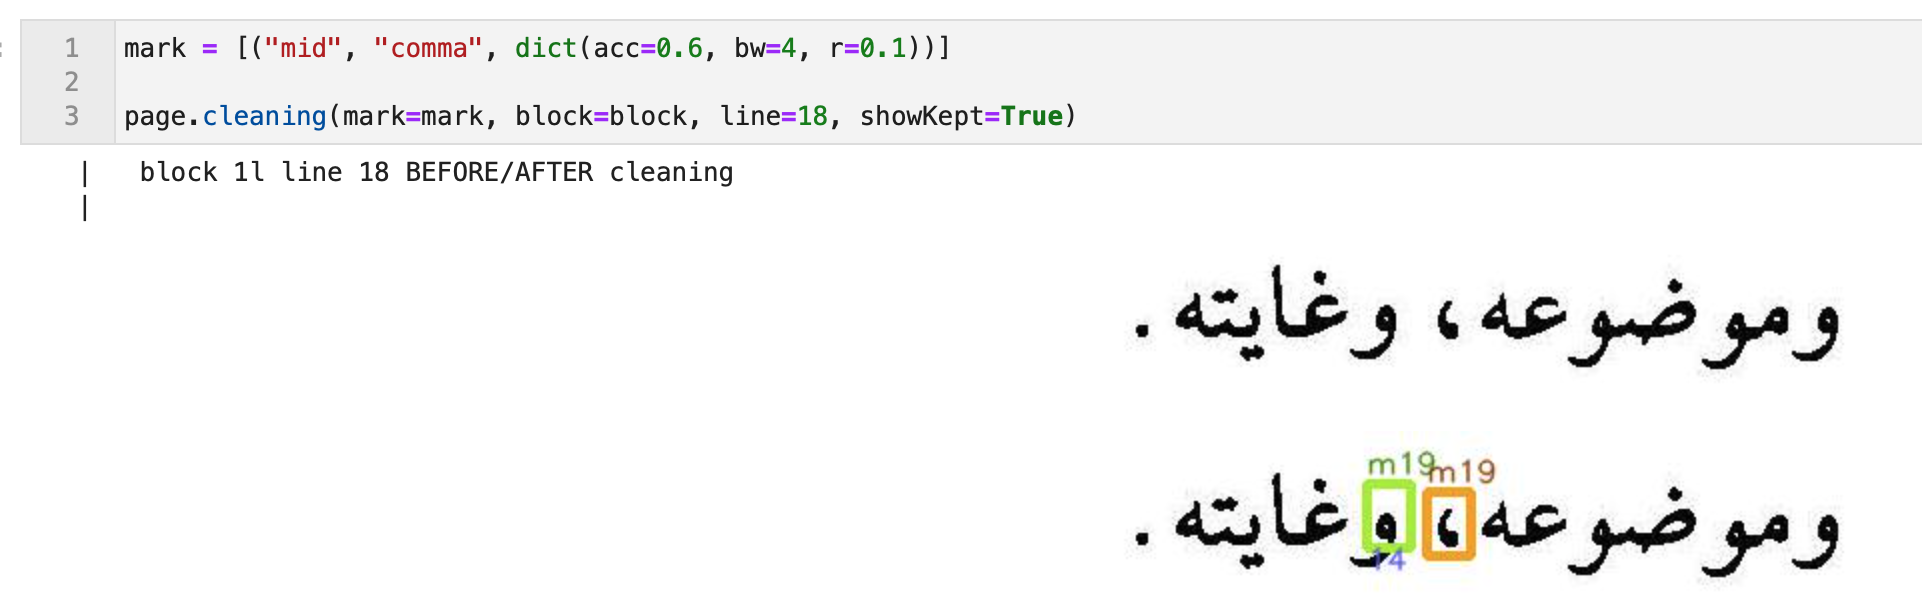 1 mark = [("mid", "comma", dict(acc=0.6, bw=4, r=0.1))]
2
3 page.cleaning(mark=mark, block=block, line=18, showKept=True)
| block 1l line 18 BEFORE/AFTER cleaning
|
وموضوعه، وغايته .
m19 m19
وموضوعه، وغايته .
14